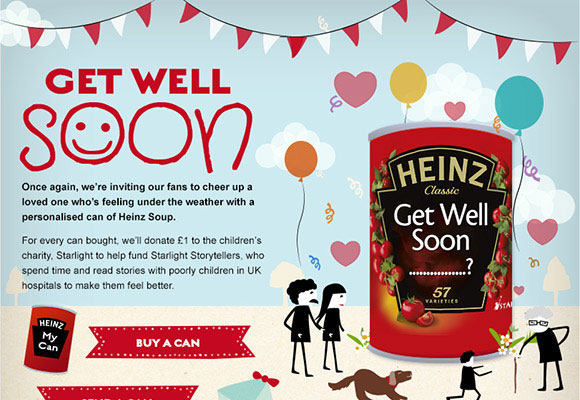 GET WELL
soon
Once again, we're inviting our fans to cheer up a
loved one who's feeling under the weather with a
personalised can of Heinz Soup.
For every can bought, we'll donate £1 to the children's
charity, Starlight to help fund Starlight Storytellers, who
spend time and read stories with poorly children in UK
hospitals to make them feel better.
HEINZ
Classic
Get Well
Soon
..............?
57
VARIETIES
HEINZ
My
Can
BUY A CAN